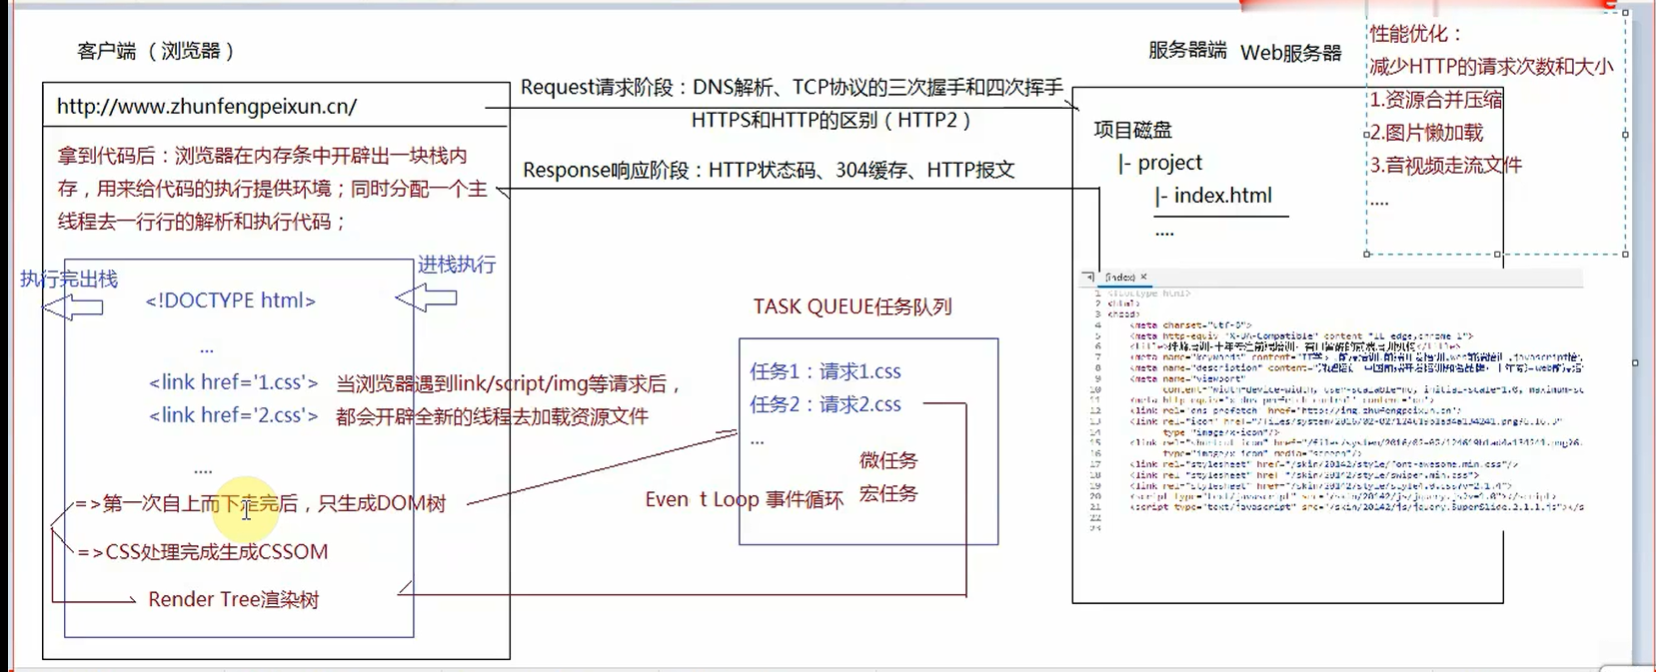 客户端 （浏览器）
http://www.zhunfengpeixun.cn/
拿到代码后：浏览器在内存条中开辟出一块栈内
存，用来给代码的执行提供环境；同时分配一个主
线程去一行行的解析和执行代码；
执行完出栈
进栈执行
<!DOCTYPE html>
...
<link href='1.css'>
<link href='2.css'>
当浏览器遇到link/script/img等请求后，
都会开辟全新的线程去加载资源文件
....
=>第一次自上而下走完后，只生成DOM树
=>CSS处理完成生成CSSOM
Render Tree渲染树
Request请求阶段：DNS解析、TCP协议的三次握手和四次挥手
HTTPS和HTTP的区别（HTTP2）
Response响应阶段：HTTP状态码、304缓存、HTTP报文
TASK QUEUE任务队列
任务1：请求1.css
任务2：请求2.css
...
微任务
宏任务
Even t Loop 事件循环
服务器端 Web服务器
项目磁盘
|- project
|- index.html
....
性能优化：
减少HTTP的请求次数和大小
1.资源合并压缩
2.图片懒加载
3.音视频走流文件
....
(index) ×
1 <!doctype html>
2 <html>
3 <head>
4 <meta charset="utf-8">